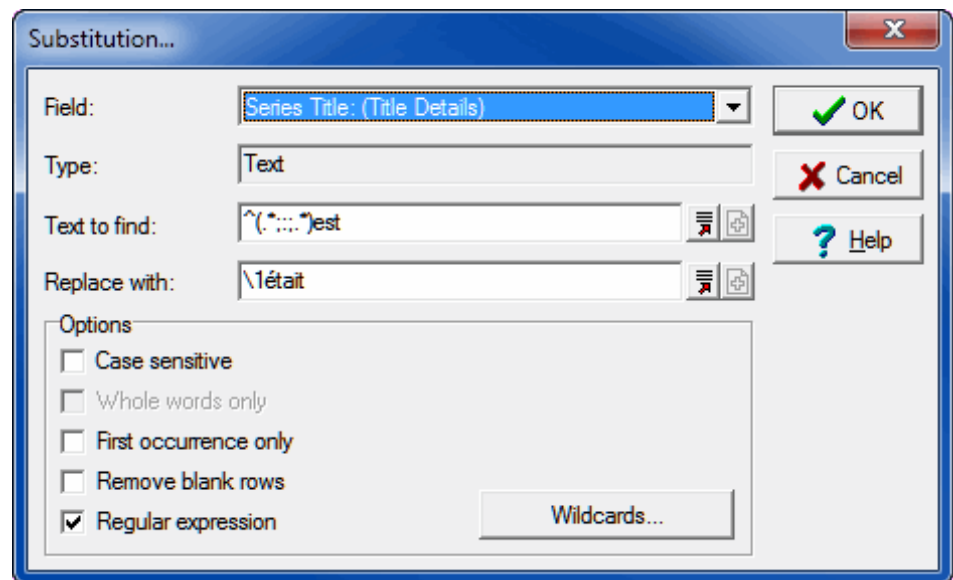 Substitution...
Field:
Series Title: (Title Details)
OK
Type:
Text
Cancel
Text to find:
^(.*;:;.*)est
Help
Replace with:
\1était
Options
Case sensitive
Whole words only
First occurrence only
Remove blank rows
Regular expression
Wildcards...